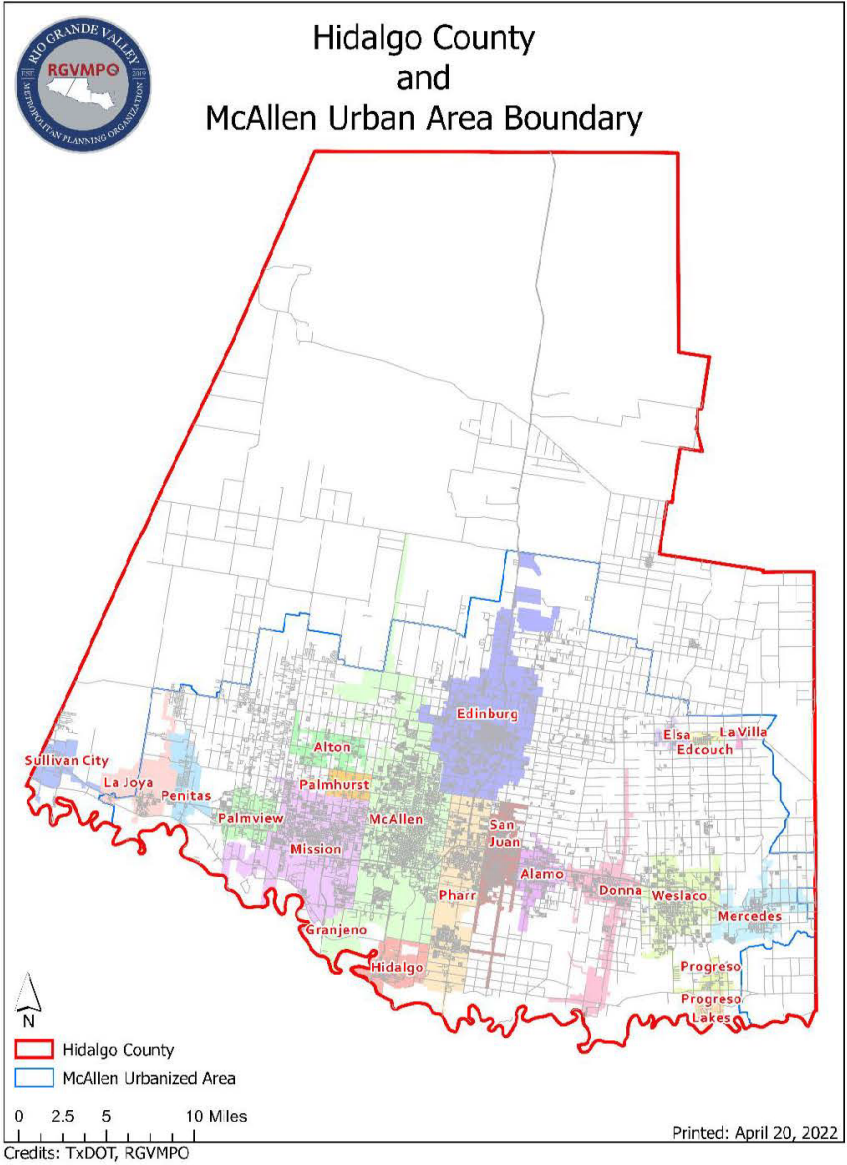 RIO GRANDE VALLEY
RGVMPO
EST. 2019
METROPOLITAN PLANNING ORGANIZATION
Hidalgo County
and
McAllen Urban Area Boundary
Edinburg
Elsa
La Villa
Edcouch
Alton
Sullivan City
La Joya
Penitas
Palmhurst
Palmview
McAllen
San
Juan
Mission
Alamo
Pharr
Donna
Weslaco
Mercedes
Granjeno
Hidalgo
Progreso
Progreso
Lakes
N
Hidalgo County
McAllen Urbanized Area
0 2.5 5 10 Miles
Printed: April 20, 2022
Credits: TxDOT, RGVMPO